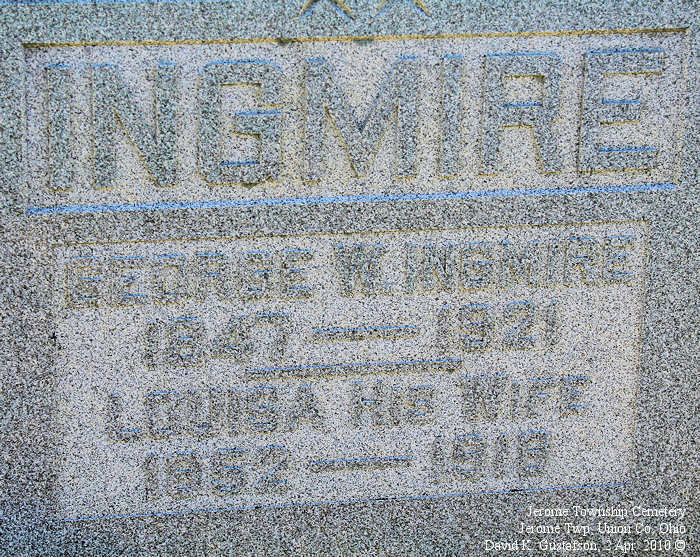 INGMIRE
GEORGE W. INGMIRE
1847 — 1921
LOUISA HIS WIFE
1852 — 1919
Jerome Township Cemetery
Jerome Twp, Union Co, Ohio
David K. Gustafson, Apr 2010 ©